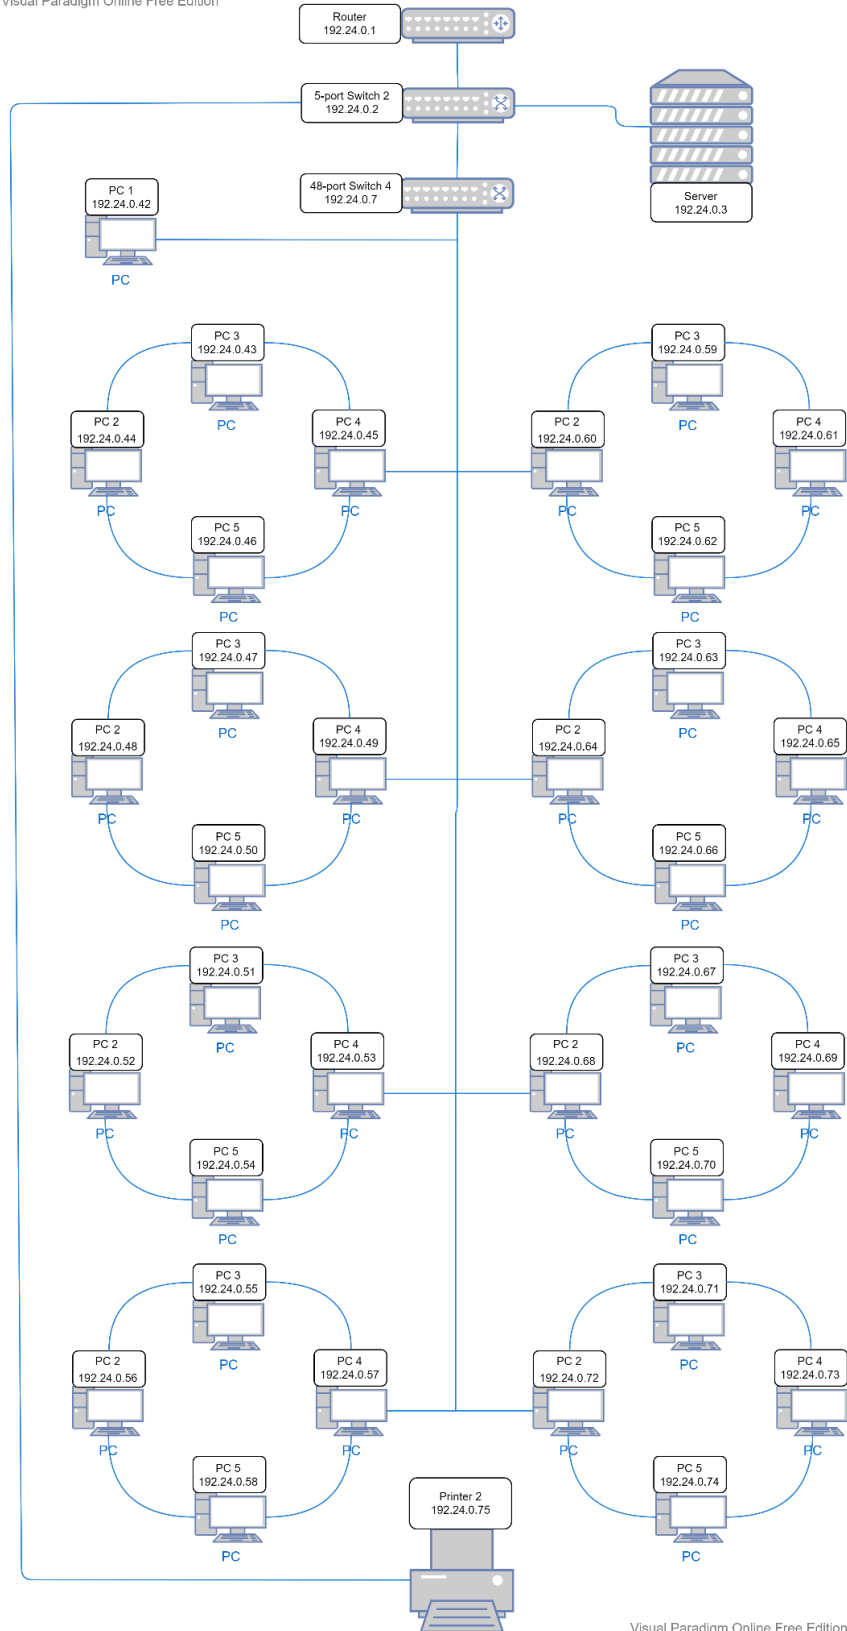 Visual Paradigm Online Free Edition
Router
192.24.0.1
5-port Switch 2
192.24.0.2
48-port Switch 4
192.24.0.7
Server
192.24.0.3
PC 1
192.24.0.42
PC
PC 3
192.24.0.43
PC
PC 2
192.24.0.44
PC
PC 4
192.24.0.45
PC
PC 5
192.24.0.46
PC
PC 3
192.24.0.59
PC
PC 2
192.24.0.60
PC
PC 4
192.24.0.61
PC
PC 5
192.24.0.62
PC
PC 3
192.24.0.47
PC
PC 2
192.24.0.48
PC
PC 4
192.24.0.49
PC
PC 5
192.24.0.50
PC
PC 3
192.24.0.63
PC
PC 2
192.24.0.64
PC
PC 4
192.24.0.65
PC
PC 5
192.24.0.66
PC
PC 3
192.24.0.51
PC
PC 2
192.24.0.52
PC
PC 4
192.24.0.53
PC
PC 5
192.24.0.54
PC
PC 3
192.24.0.67
PC
PC 2
192.24.0.68
PC
PC 4
192.24.0.69
PC
PC 5
192.24.0.70
PC
PC 3
192.24.0.55
PC
PC 2
192.24.0.56
PC
PC 4
192.24.0.57
PC
PC 5
192.24.0.58
PC
PC 3
192.24.0.71
PC
PC 2
192.24.0.72
PC
PC 4
192.24.0.73
PC
PC 5
192.24.0.74
PC
Printer 2
192.24.0.75
Visual Paradigm Online Free Edition